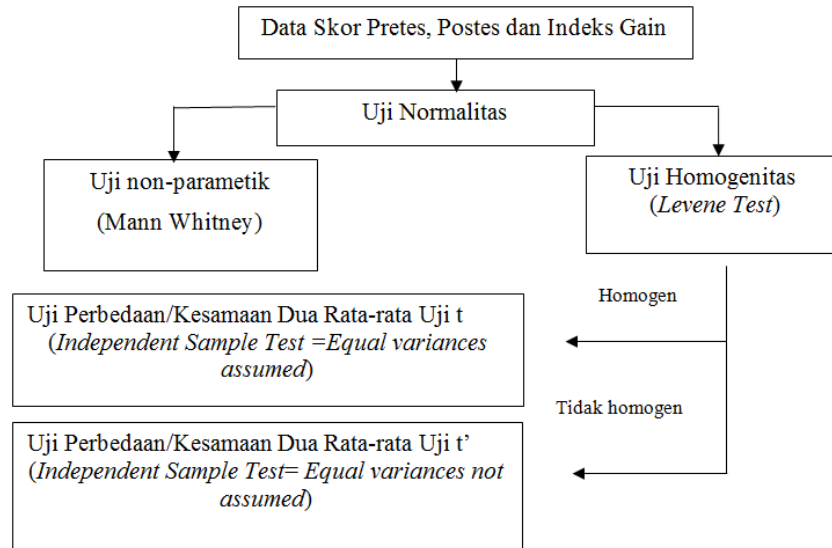 Data Skor Pretes, Postes dan Indeks Gain
Uji Normalitas
Uji non-parametik
(Mann Whitney)
Uji Homogenitas
(Levene Test)
Homogen
Uji Perbedaan/Kesamaan Dua Rata-rata Uji t
(Independent Sample Test =Equal variances
assumed)
Tidak homogen
Uji Perbedaan/Kesamaan Dua Rata-rata Uji t’
(Independent Sample Test= Equal variances not
assumed)